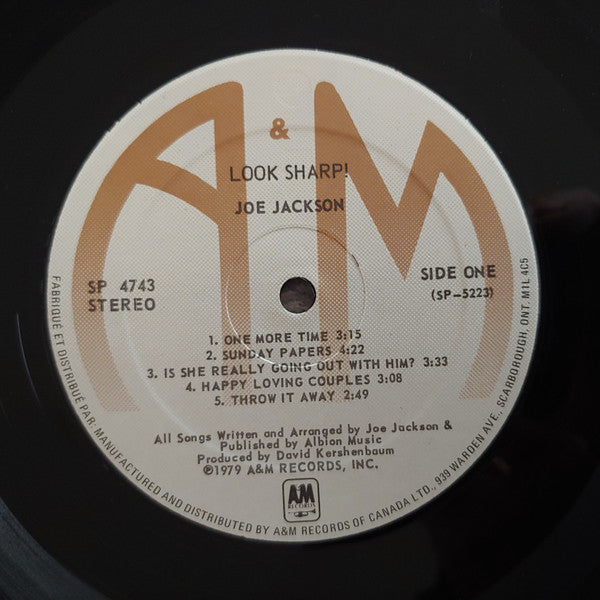 A & M
LOOK SHARP!
JOE JACKSON
SP 4743
STEREO
SIDE ONE
(SP-5223)
1. ONE MORE TIME 3:15
2. SUNDAY PAPERS 4:22
3. IS SHE REALLY GOING OUT WITH HIM? 3:33
4. HAPPY LOVING COUPLES 3:08
5. THROW IT AWAY 2:49
All Songs Written and Arranged by Joe Jackson &
Published by Albion Music
Produced by David Kershenbaum
©1979 A&M RECORDS, INC.
AM
RECORDS
FABRIQUÉ ET DISTRIBUÉ PAR: MANUFACTURED AND DISTRIBUTED BY A&M RECORDS OF CANADA LTD., 939 WARDEN AVE., SCARBOROUGH, ONT. M1L 4C5